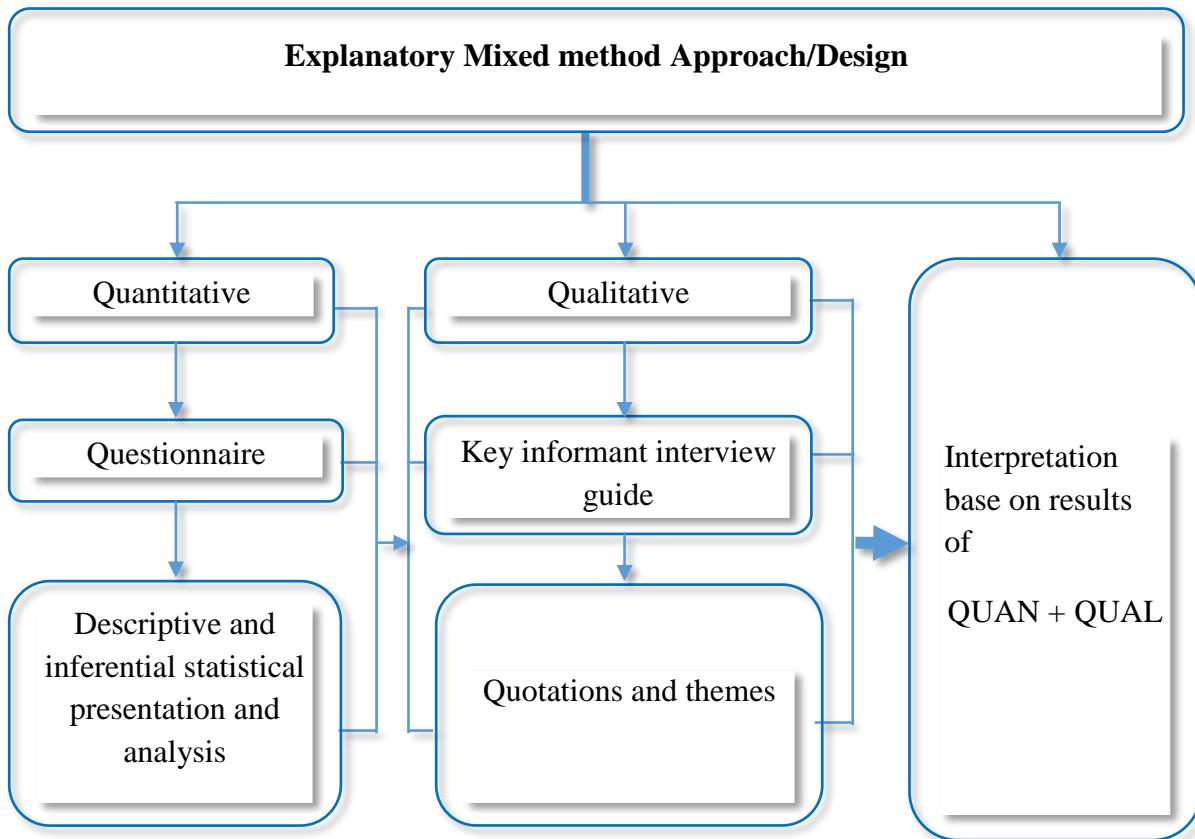 Explanatory Mixed method Approach/Design
Quantitative
Qualitative
Questionnaire
Key informant interview
guide
Descriptive and
inferential statistical
presentation and
analysis
Quotations and themes
Interpretation
base on results
of
QUAN + QUAL